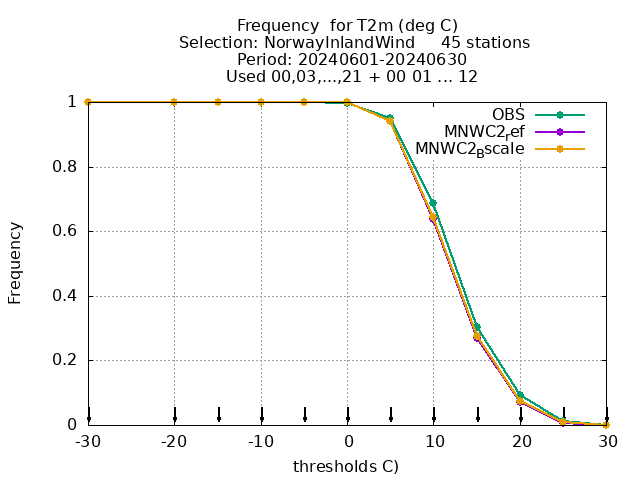 Frequency  for T2m (deg C)
Selection: NorwayInlandWind     45 stations
Period: 20240601-20240630
Used 00,03,...,21 + 00 01 ... 12
OBS
MNWC2ref
MNWC2Bscale
1
0.8
0.6
0.4
0.2
0
Frequency
-30 -20 -10 0 10 20 30
thresholds C)